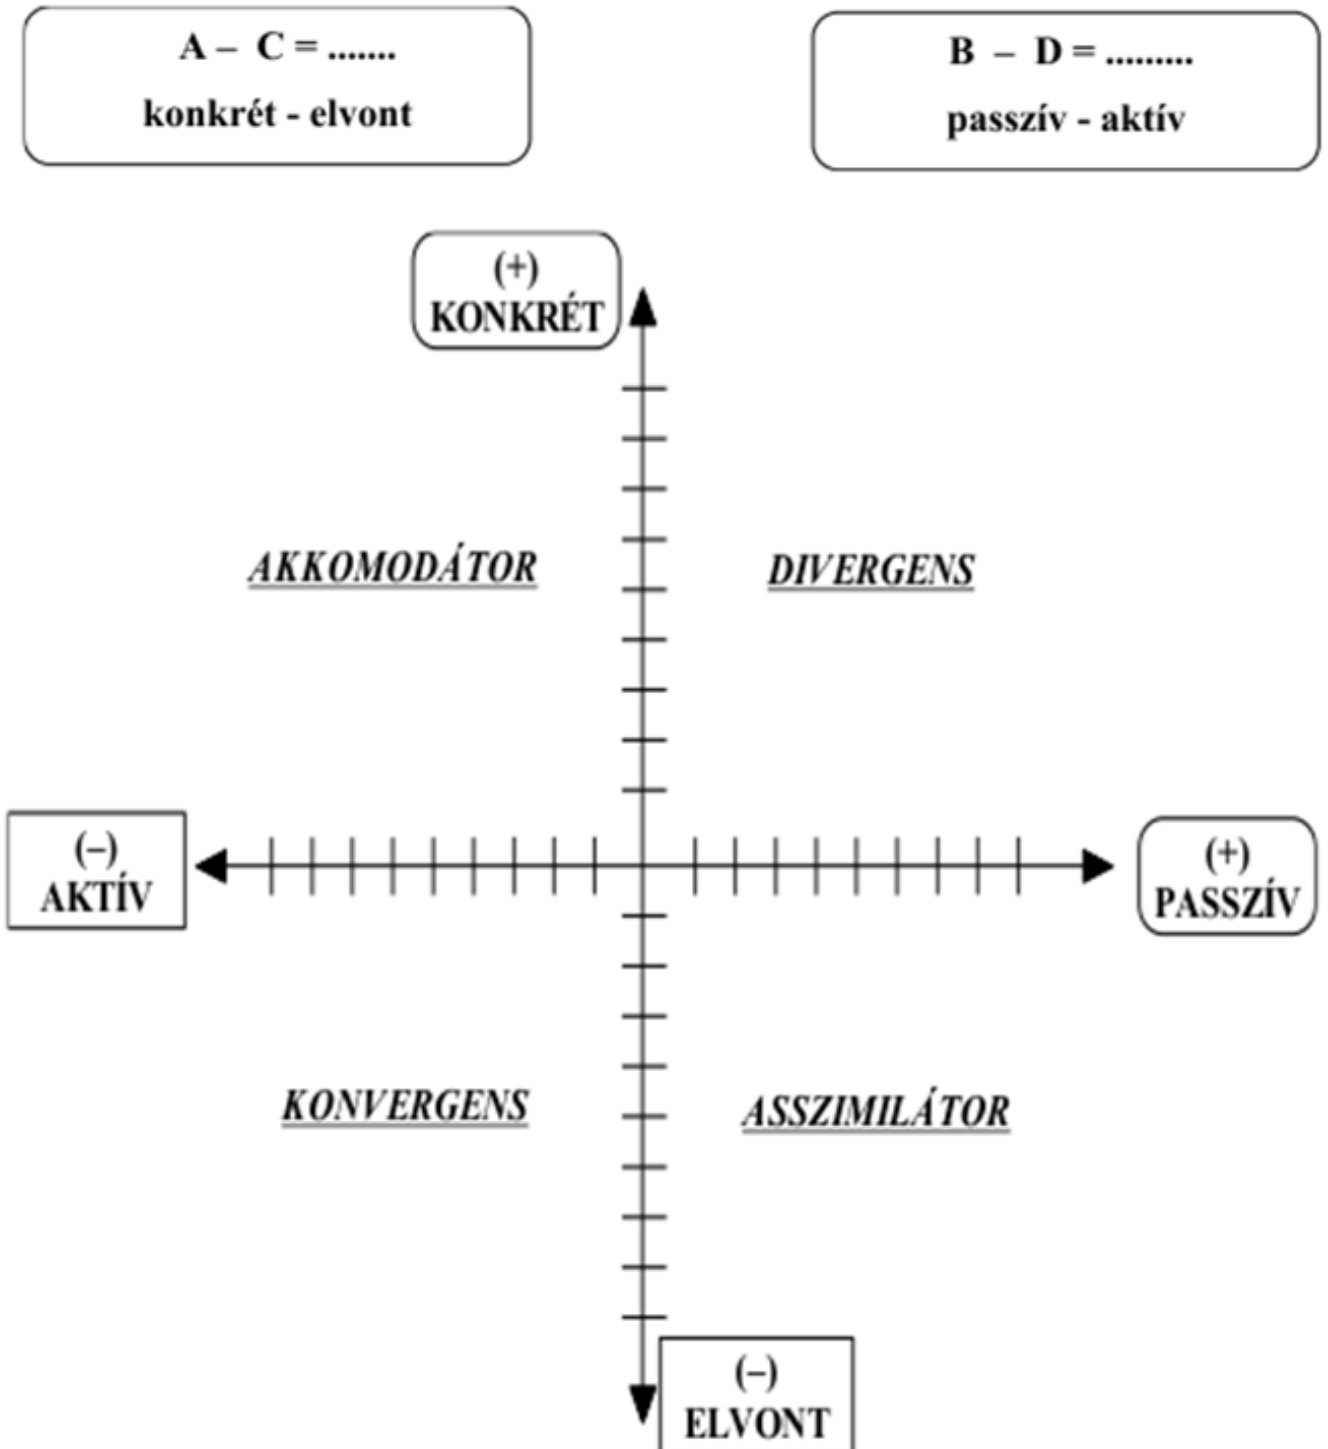 A – C = .......
konkrét - elvont
B – D = .........
passzív - aktív
(+)
KONKRÉT
AKKOMODÁTOR
DIVERGENS
(–)
AKTÍV
(+)
PASSZÍV
KONVERGENS
ASSZIMILÁTOR
(–)
ELVONT